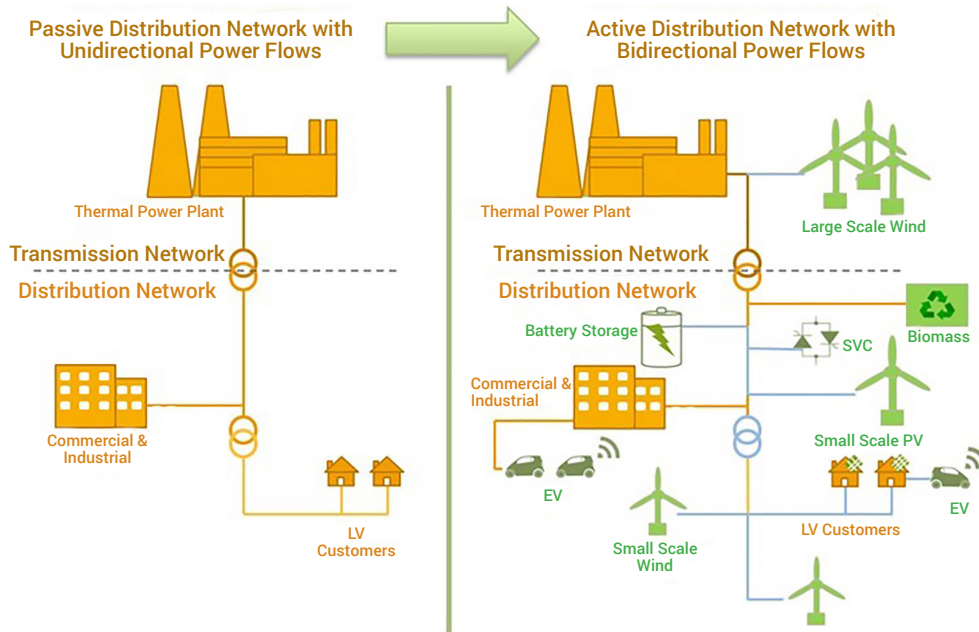 Passive Distribution Network with
Unidirectional Power Flows
Thermal Power Plant
Transmission Network
Distribution Network
Commercial &
Industrial
LV
Customers
Active Distribution Network with
Bidirectional Power Flows
Thermal Power Plant
Large Scale Wind
Transmission Network
Distribution Network
Battery Storage
Biomass
SVC
Commercial &
Industrial
Small Scale PV
EV
EV
LV Customers
Small Scale
Wind